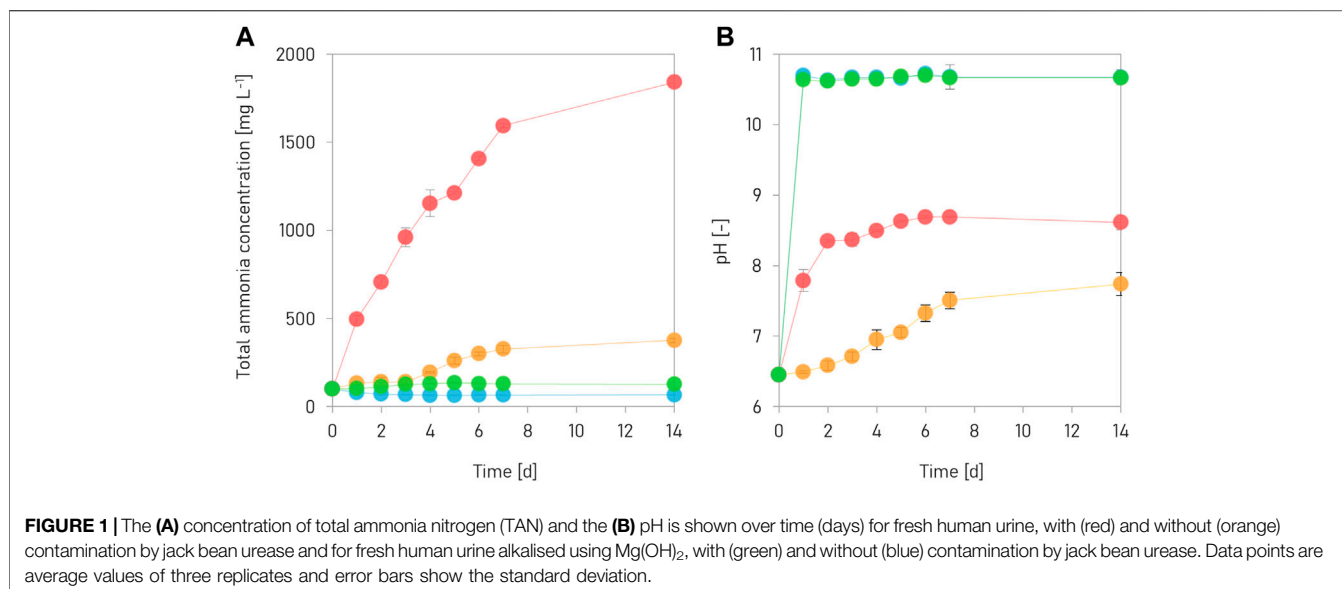 A
Total ammonia concentration [mg L⁻¹]
2000
1500
1000
500
0
0 2 4 6 8 10 12 14
Time [d]
B
pH [-]
11
10
9
8
7
6
0 2 4 6 8 10 12 14
Time [d]
FIGURE 1 | The (A) concentration of total ammonia nitrogen (TAN) and the (B) pH is shown over time (days) for fresh human urine, with (red) and without (orange)
contamination by jack bean urease and for fresh human urine alkalised using Mg(OH)₂, with (green) and without (blue) contamination by jack bean urease. Data points are
average values of three replicates and error bars show the standard deviation.